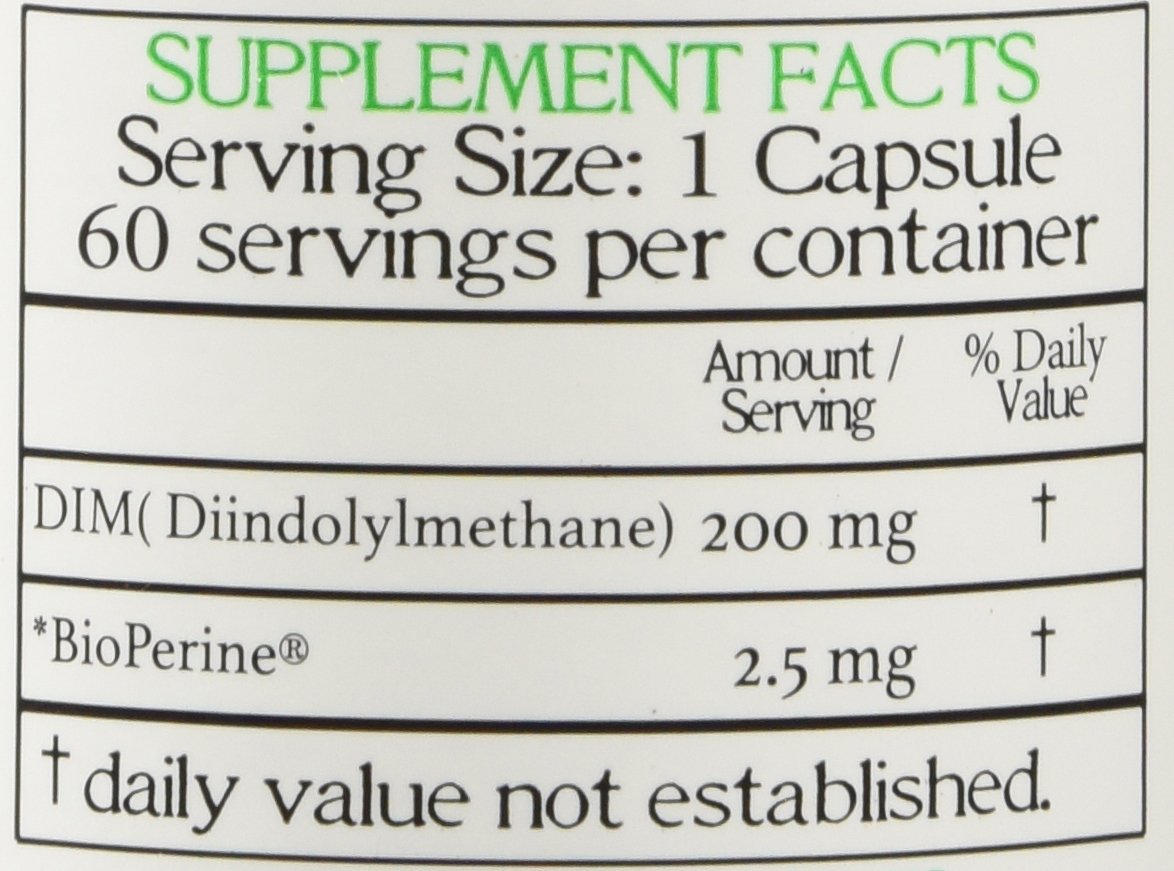 SUPPLEMENT FACTS
Serving Size: 1 Capsule
60 servings per container
Amount / % Daily
Serving Value
DIM( Diindolylmethane) 200 mg †
*BioPerine® 2.5 mg †
† daily value not established.